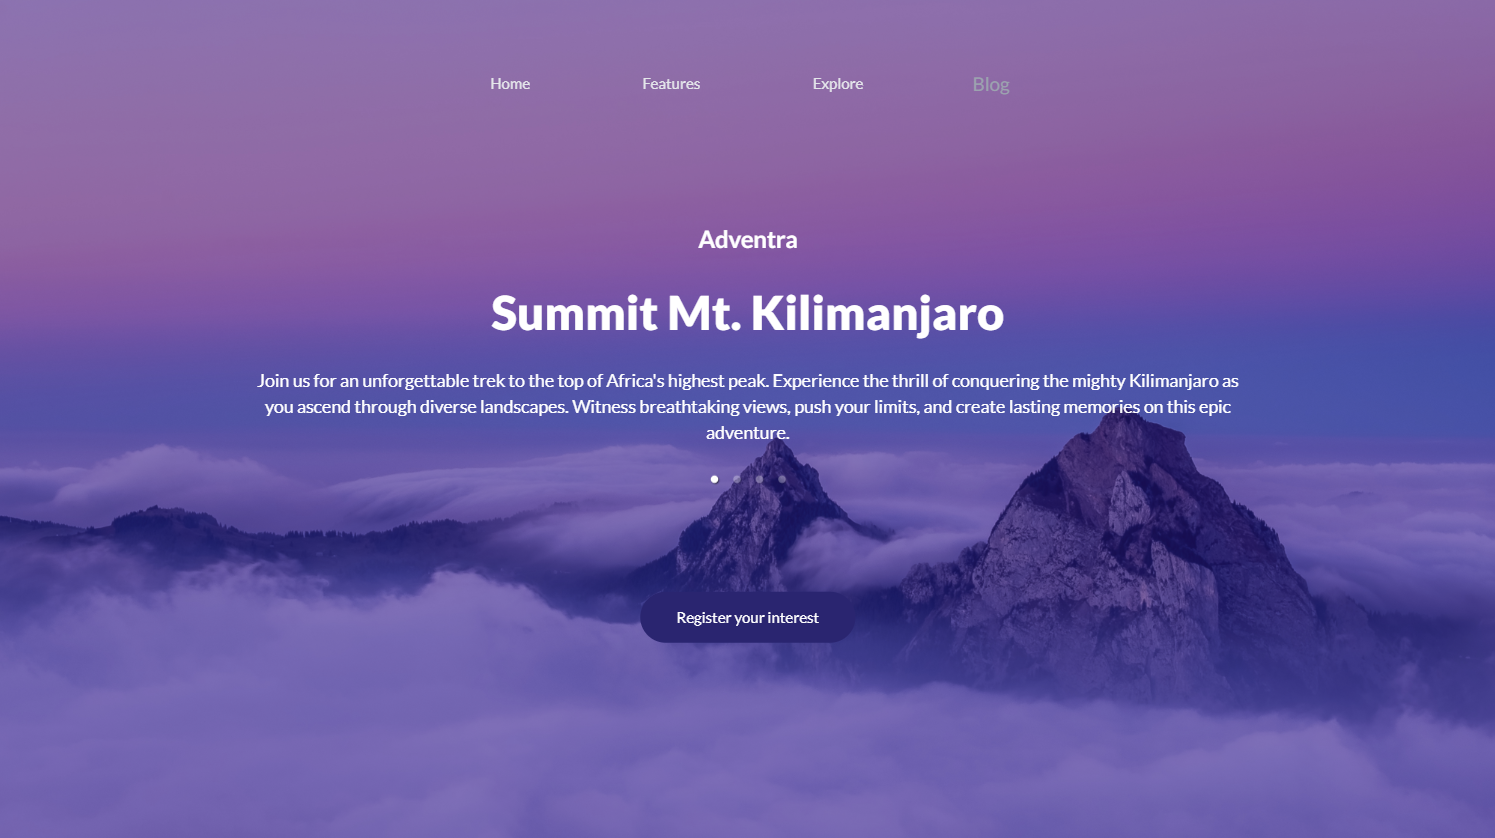 Home Features Explore Blog
Adventra
Summit Mt. Kilimanjaro
Join us for an unforgettable trek to the top of Africa's highest peak. Experience the thrill of conquering the mighty Kilimanjaro as
you ascend through diverse landscapes. Witness breathtaking views, push your limits, and create lasting memories on this epic
adventure.
Register your interest